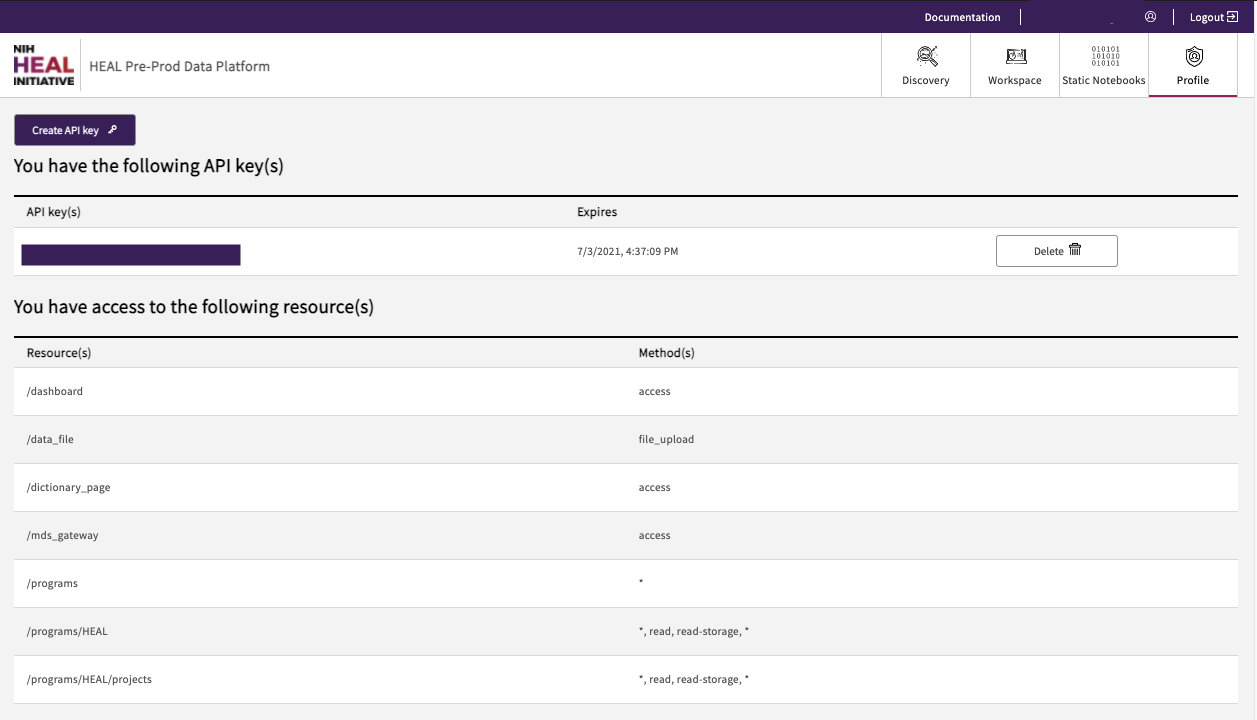 Documentation
Logout
NIH
HEAL
INITIATIVE
HEAL Pre-Prod Data Platform
Discovery
Workspace
010101
101010
010101
Static Notebooks
Profile
Create API key
You have the following API key(s)
API key(s) Expires
7/3/2021, 4:37:09 PM Delete
You have access to the following resource(s)
Resource(s) Method(s)
/dashboard access
/data_file file_upload
/dictionary_page access
/mds_gateway access
/programs *
/programs/HEAL *, read, read-storage, *
/programs/HEAL/projects *, read, read-storage, *